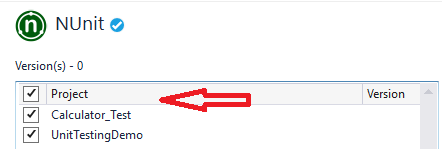 NUnit
Version(s) - 0
Project Version
Calculator_Test
UnitTestingDemo